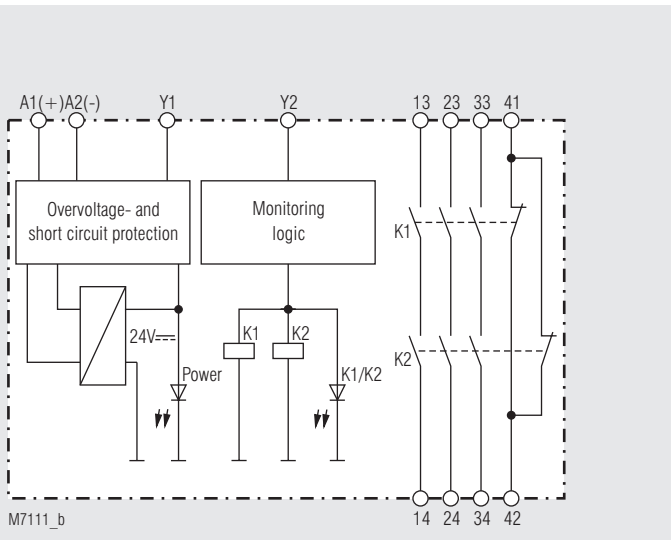 A1(+) A2(-) Y1 Y2 13 23 33 41
Overvoltage- and
short circuit protection
Monitoring
logic
K1
24V
K1 K2
K2
Power
K1/K2
M7111_b
14 24 34 42